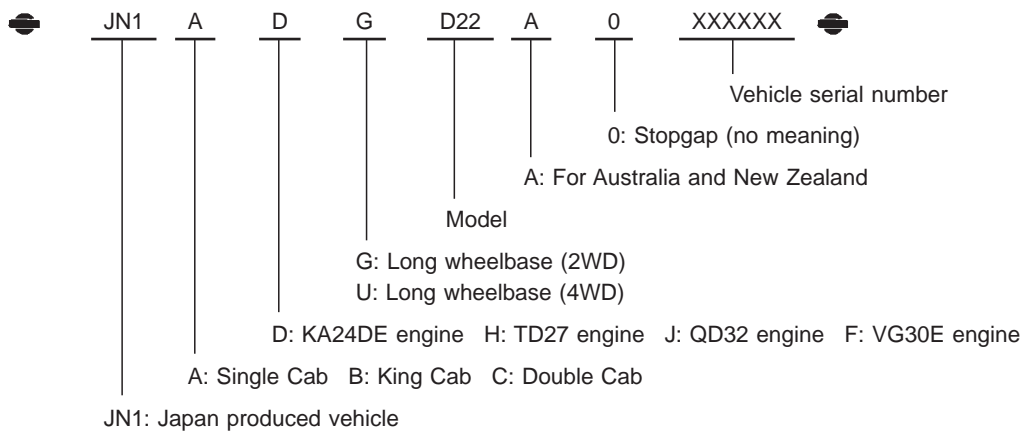 JN1 A D G D22 A 0 XXXXXX
Vehicle serial number
0: Stopgap (no meaning)
A: For Australia and New Zealand
Model
G: Long wheelbase (2WD)
U: Long wheelbase (4WD)
D: KA24DE engine H: TD27 engine J: QD32 engine F: VG30E engine
A: Single Cab B: King Cab C: Double Cab
JN1: Japan produced vehicle